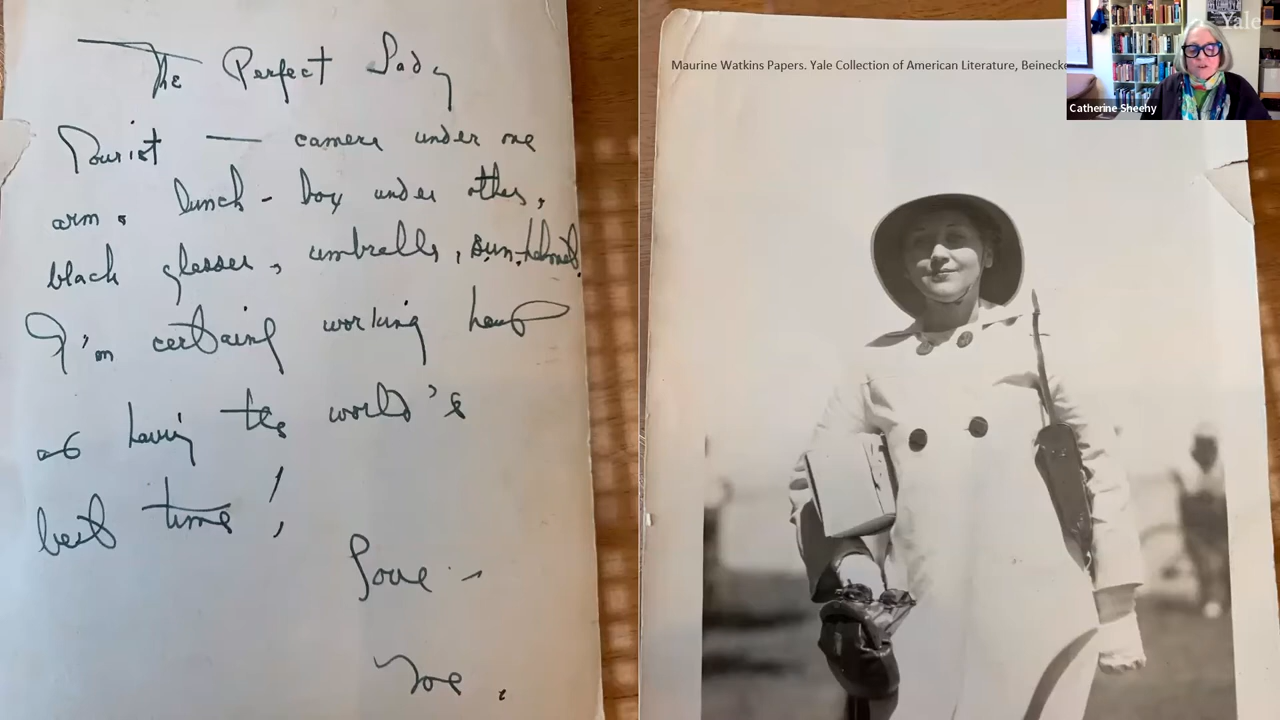 The Perfect Lady
Tourist — camera under one
arm, lunch-box under other,
black glasses, umbrella, sun-helmet.
I'm certainly working hard
at having the world's
best time!
Love -
Maurine Watkins Papers. Yale Collection of American Literature, Beinecke
Yale
Catherine Sheehy